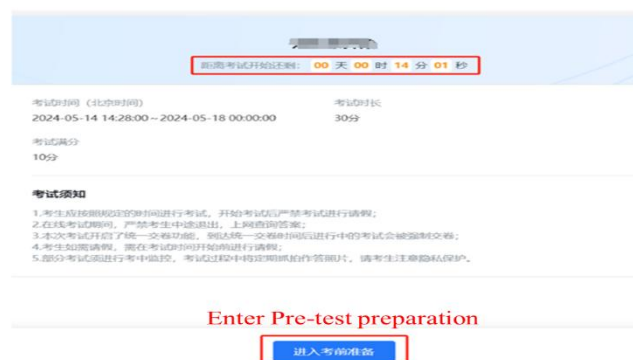 距离考试开始还剩：00 天 00 时 14 分 01 秒
考试时间（北京时间）
考试时长
2024-05-14 14:28:00～2024-05-18 00:00:00
30分
考试满分
10分
考试须知
1.考生应按照规定的时间进行考试，开始考试后严禁考试进行请假；
2.在线考试期间，严禁考生中途退出，上网查询答案；
3.本次考试开启了统一交卷功能，到达统一交卷时间后进行中的考试会被强制交卷；
4.考生如需请假，需在考试时间开始前进行请假；
5.部分考试须进行考中监控，考试过程中将定期抓拍作答照片，请考生注意隐私保护。
Enter Pre-test preparation
进入考前准备